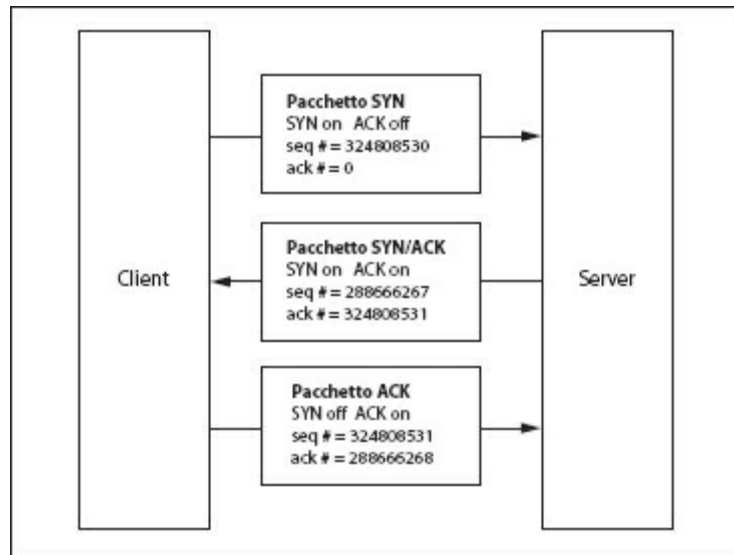 Pacchetto SYN
SYN on ACK off
seq # = 324808530
ack # = 0
Client
Pacchetto SYN/ACK
SYN on ACK on
seq # = 288666267
ack # = 324808531
Server
Pacchetto ACK
SYN off ACK on
seq # = 324808531
ack # = 288666268